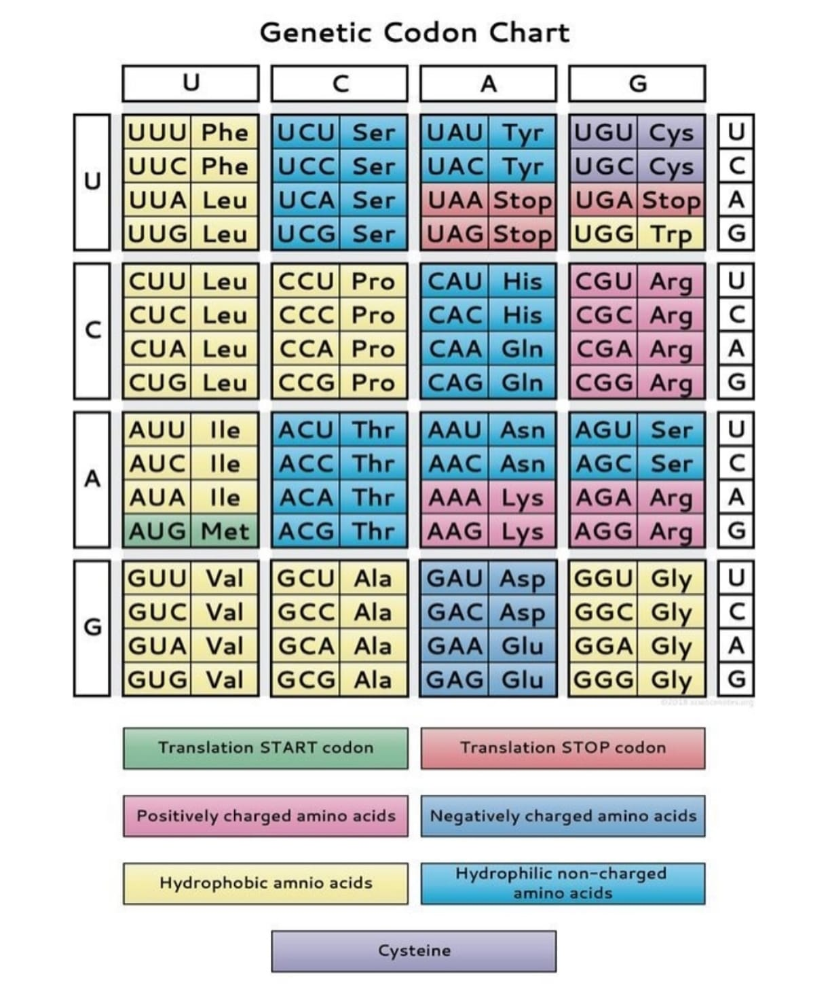 Genetic Codon Chart
U C A G
UUU Phe UCU Ser UAU Tyr UGU Cys U
UUC Phe UCC Ser UAC Tyr UGC Cys C
U
UUA Leu UCA Ser UAA Stop UGA Stop A
UUG Leu UCG Ser UAG Stop UGG Trp G
CUU Leu CCU Pro CAU His CGU Arg U
CUC Leu CCC Pro CAC His CGC Arg C
C
CUA Leu CCA Pro CAA Gln CGA Arg A
CUG Leu CCG Pro CAG Gln CGG Arg G
AUU Ile ACU Thr AAU Asn AGU Ser U
AUC Ile ACC Thr AAC Asn AGC Ser C
A
AUA Ile ACA Thr AAA Lys AGA Arg A
AUG Met ACG Thr AAG Lys AGG Arg G
GUU Val GCU Ala GAU Asp GGU Gly U
GUC Val GCC Ala GAC Asp GGC Gly C
G
GUA Val GCA Ala GAA Glu GGA Gly A
GUG Val GCG Ala GAG Glu GGG Gly G
©2018 sciencenotes.org
Translation START codon
Translation STOP codon
Positively charged amino acids
Negatively charged amino acids
Hydrophobic amnio acids
Hydrophilic non-charged
amino acids
Cysteine